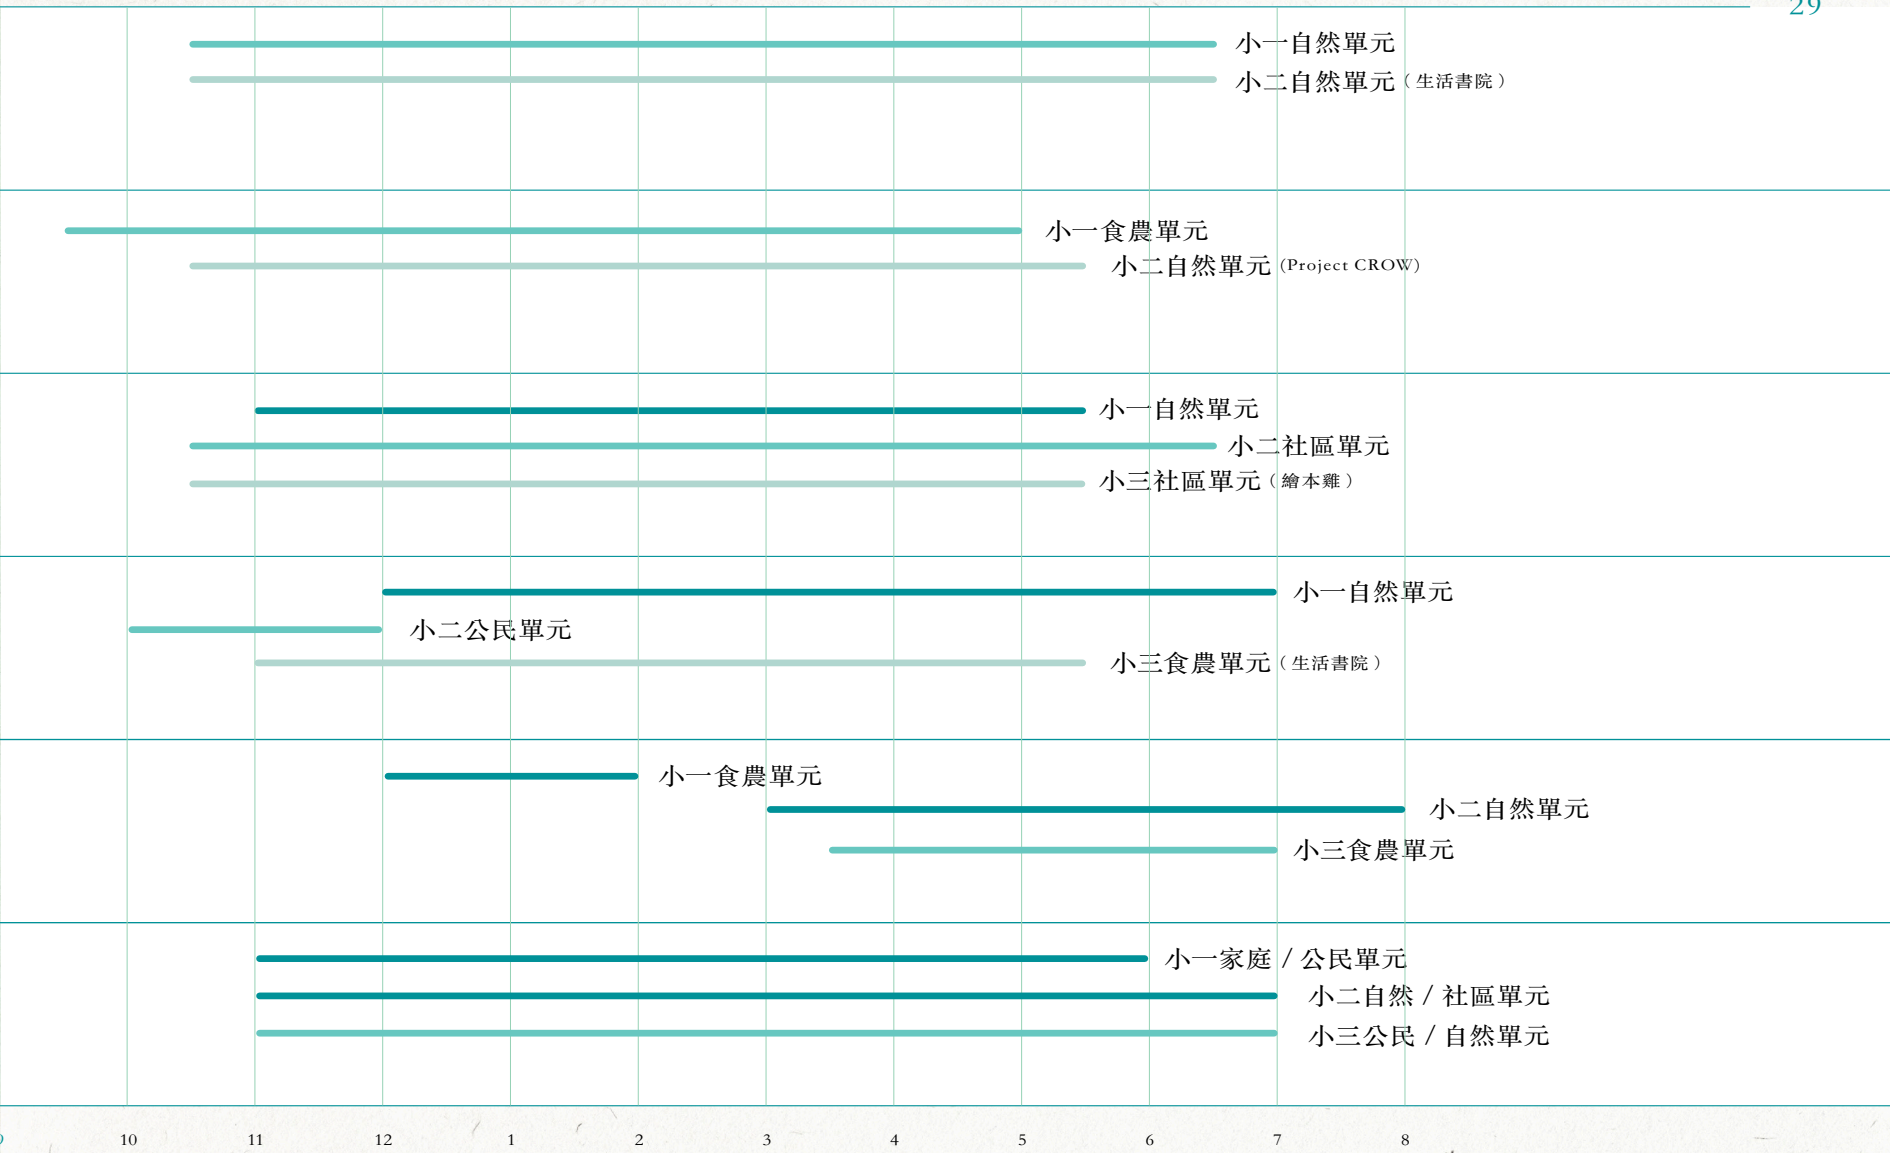 29
小一自然單元
小二自然單元（生活書院）
小一食農單元
小二自然單元 (Project CROW)
小一自然單元
小二社區單元
小三社區單元（繪本雞）
小一自然單元
小二公民單元
小三食農單元（生活書院）
小一食農單元
小二自然單元
小三食農單元
小一家庭 / 公民單元
小二自然 / 社區單元
小三公民 / 自然單元
10 11 12 1 2 3 4 5 6 7 8